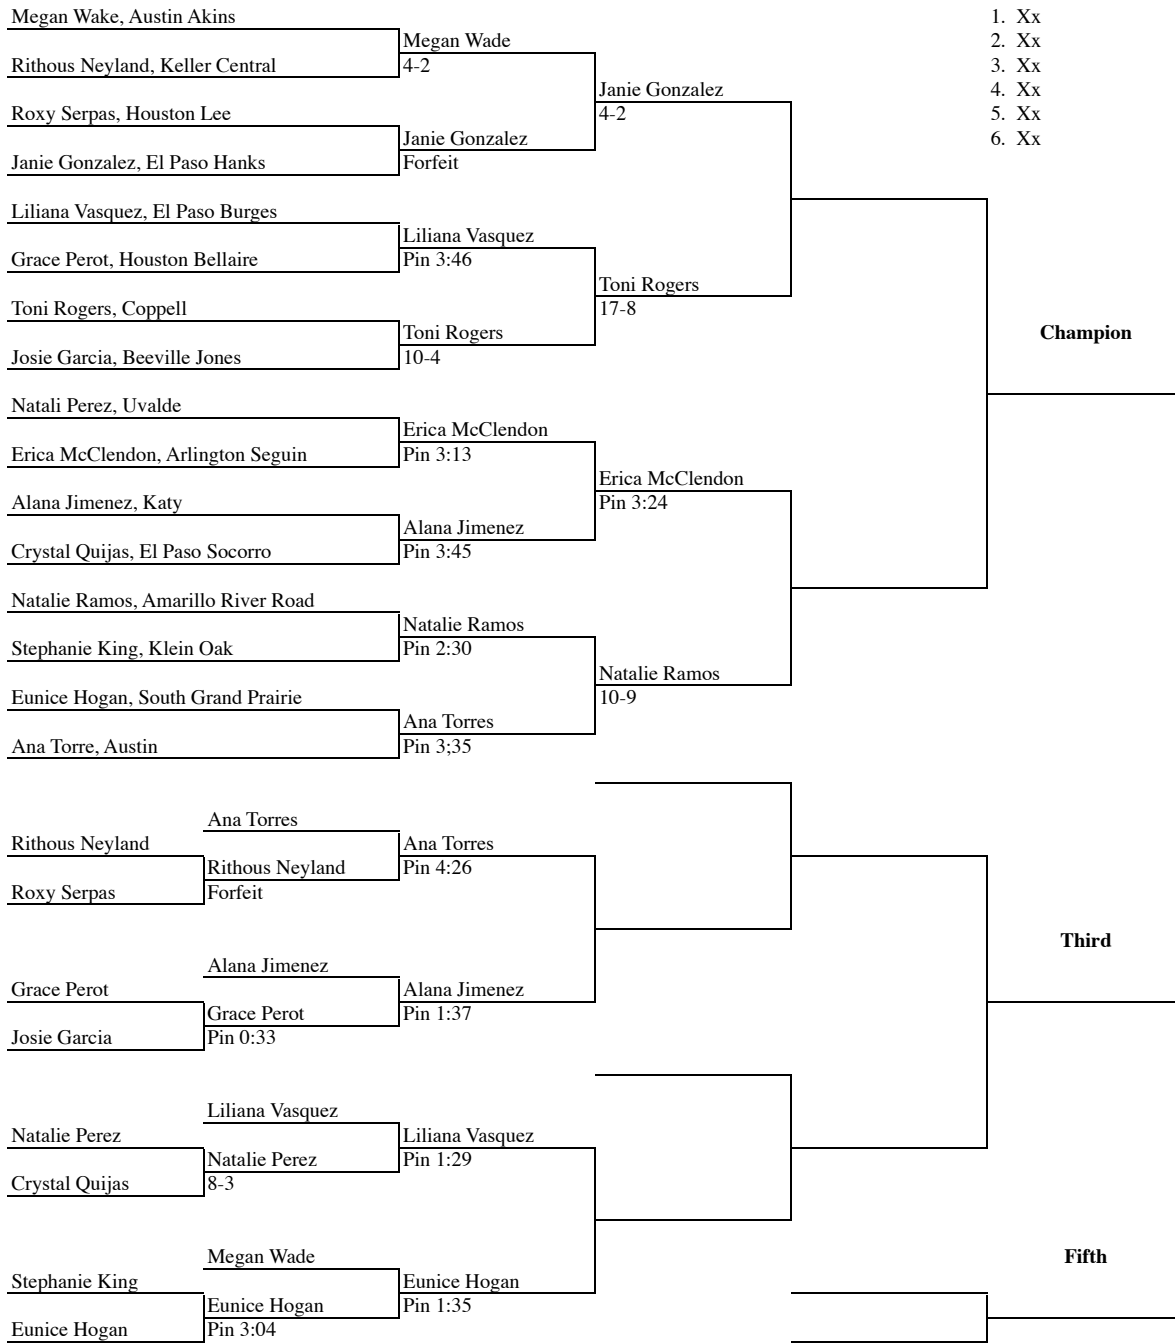 Megan Wake, Austin Akins
Megan Wade
Rithous Neyland, Keller Central
4-2
Janie Gonzalez
4-2
Roxy Serpas, Houston Lee
Janie Gonzalez
Janie Gonzalez, El Paso Hanks
Forfeit
Liliana Vasquez, El Paso Burges
Liliana Vasquez
Grace Perot, Houston Bellaire
Pin 3:46
Toni Rogers
17-8
Toni Rogers, Coppell
Toni Rogers
Josie Garcia, Beeville Jones
10-4
Natali Perez, Uvalde
Erica McClendon
Erica McClendon, Arlington Seguin
Pin 3:13
Erica McClendon
Pin 3:24
Alana Jimenez, Katy
Alana Jimenez
Crystal Quijas, El Paso Socorro
Pin 3:45
Natalie Ramos, Amarillo River Road
Natalie Ramos
Stephanie King, Klein Oak
Pin 2:30
Natalie Ramos
10-9
Eunice Hogan, South Grand Prairie
Ana Torres
Ana Torre, Austin
Pin 3;35
1. Xx
2. Xx
3. Xx
4. Xx
5. Xx
6. Xx
Champion
Ana Torres
Rithous Neyland
Ana Torres
Rithous Neyland
Pin 4:26
Roxy Serpas
Forfeit
Alana Jimenez
Grace Perot
Alana Jimenez
Grace Perot
Pin 1:37
Josie Garcia
Pin 0:33
Third
Liliana Vasquez
Natalie Perez
Liliana Vasquez
Natalie Perez
Pin 1:29
Crystal Quijas
8-3
Megan Wade
Stephanie King
Eunice Hogan
Eunice Hogan
Pin 1:35
Eunice Hogan
Pin 3:04
Fifth